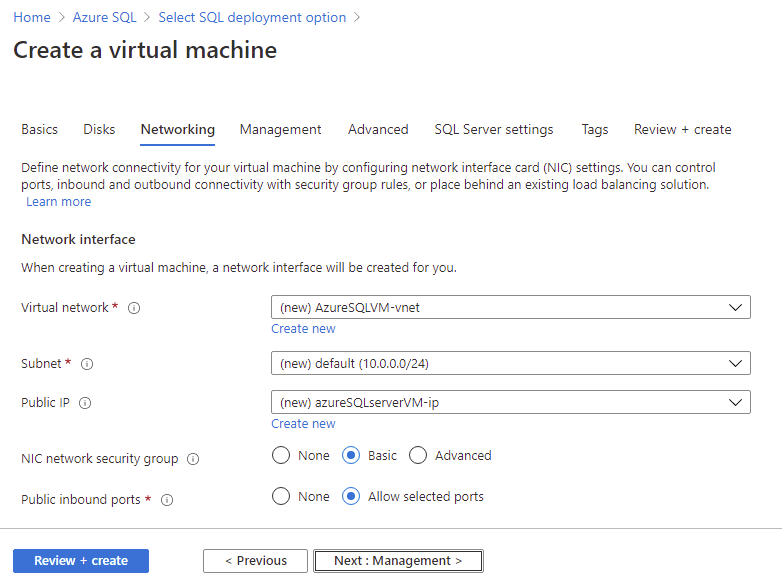 Home > Azure SQL > Select SQL deployment option >
Create a virtual machine
Basics Disks Networking Management Advanced SQL Server settings Tags Review + create
Define network connectivity for your virtual machine by configuring network interface card (NIC) settings. You can control
ports, inbound and outbound connectivity with security group rules, or place behind an existing load balancing solution.
Learn more
Network interface
When creating a virtual machine, a network interface will be created for you.
Virtual network * (new) AzureSQLVM-vnet
Create new
Subnet * (new) default (10.0.0.0/24)
Public IP (new) azureSQLserverVM-ip
Create new
NIC network security group None Basic Advanced
Public inbound ports * None Allow selected ports
Review + create < Previous Next : Management >